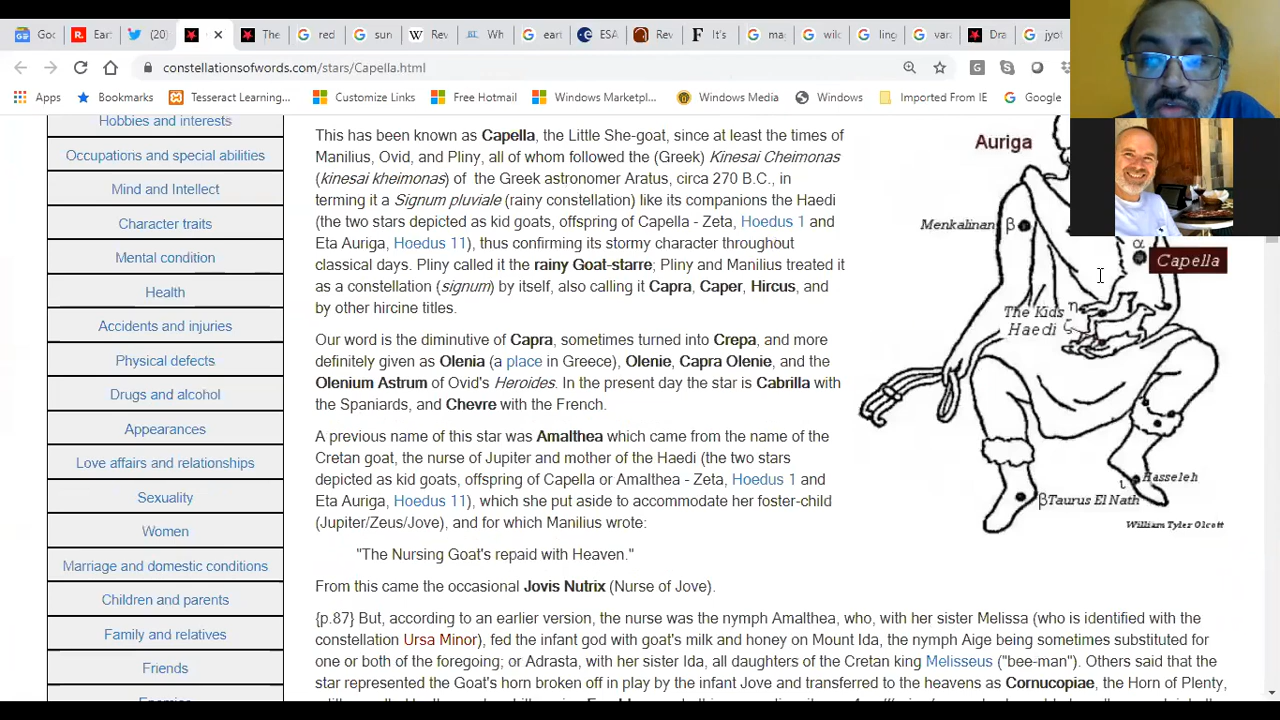 Goc
Ear
(20)
The
red
sun
Rev
Wh
earl
ESA
Rev
It's
ma
wik
ling
vara
Dra
jyot
constellationsofwords.com/stars/Capella.html
Apps
Bookmarks
Tesseract Learning...
Customize Links
Free Hotmail
Windows Marketpl...
Windows Media
Windows
Imported From IE
Google
Hobbies and interests
Occupations and special abilities
Mind and Intellect
Character traits
Mental condition
Health
Accidents and injuries
Physical defects
Drugs and alcohol
Appearances
Love affairs and relationships
Sexuality
Women
Marriage and domestic conditions
Children and parents
Family and relatives
Friends
This has been known as Capella, the Little She-goat, since at least the times of
Manilius, Ovid, and Pliny, all of whom followed the (Greek) Kinesai Cheimonas
(kinesai kheimonas) of the Greek astronomer Aratus, circa 270 B.C., in
terming it a Signum pluviale (rainy constellation) like its companions the Haedi
(the two stars depicted as kid goats, offspring of Capella - Zeta, Hoedus 1 and
Eta Auriga, Hoedus 11), thus confirming its stormy character throughout
classical days. Pliny called it the rainy Goat-starre; Pliny and Manilius treated it
as a constellation (signum) by itself, also calling it Capra, Caper, Hircus, and
by other hircine titles.
Our word is the diminutive of Capra, sometimes turned into Crepa, and more
definitely given as Olenia (a place in Greece), Olenie, Capra Olenie, and the
Olenium Astrum of Ovid's Heroides. In the present day the star is Cabrilla with
the Spaniards, and Chevre with the French.
A previous name of this star was Amalthea which came from the name of the
Cretan goat, the nurse of Jupiter and mother of the Haedi (the two stars
depicted as kid goats, offspring of Capella or Amalthea - Zeta, Hoedus 1 and
Eta Auriga, Hoedus 11), which she put aside to accommodate her foster-child
(Jupiter/Zeus/Jove), and for which Manilius wrote:
"The Nursing Goat's repaid with Heaven."
From this came the occasional Jovis Nutrix (Nurse of Jove).
{p.87} But, according to an earlier version, the nurse was the nymph Amalthea, who, with her sister Melissa (who is identified with the
constellation Ursa Minor), fed the infant god with goat's milk and honey on Mount Ida, the nymph Aige being sometimes substituted for
one or both of the foregoing; or Adrasta, with her sister Ida, all daughters of the Cretan king Melisseus ("bee-man"). Others said that the
star represented the Goat's horn broken off in play by the infant Jove and transferred to the heavens as Cornucopiae, the Horn of Plenty,
Auriga
Menkalinan β
α
Capella
The Kids η
Haedi ζ
ι Hasseleh
βTaurus El Nath
William Tyler Olcott